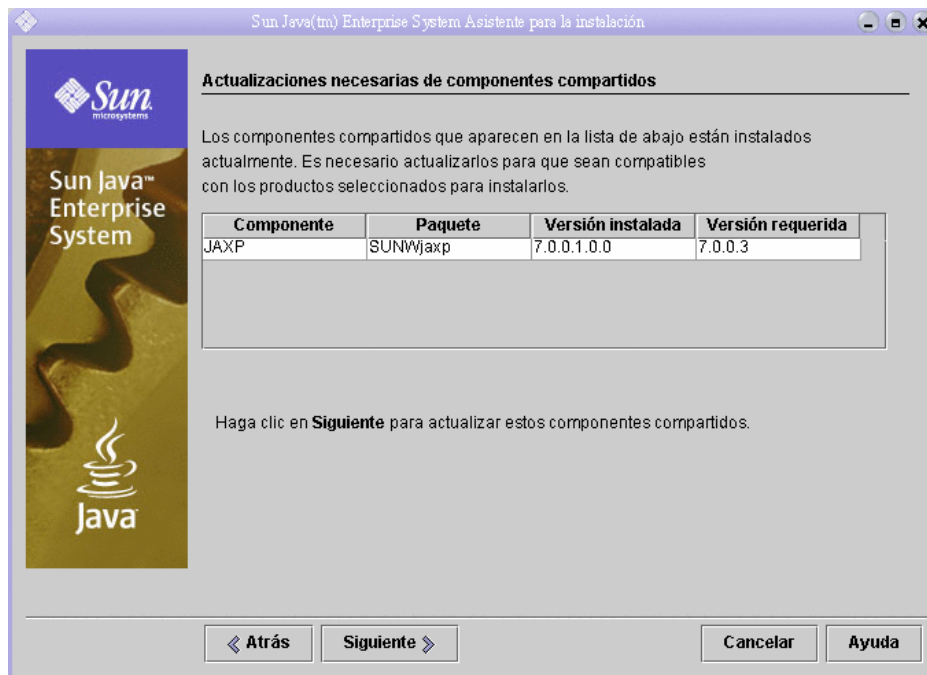 Sun Java(tm) Enterprise System Asistente para la instalación
Sun
microsystems
Sun Java™
Enterprise
System
Java
Actualizaciones necesarias de componentes compartidos
Los componentes compartidos que aparecen en la lista de abajo están instalados
actualmente. Es necesario actualizarlos para que sean compatibles
con los productos seleccionados para instalarlos.
Componente Paquete Versión instalada Versión requerida
JAXP SUNWjaxp 7.0.0.1.0.0 7.0.0.3
Haga clic en Siguiente para actualizar estos componentes compartidos.
Atrás Siguiente Cancelar Ayuda